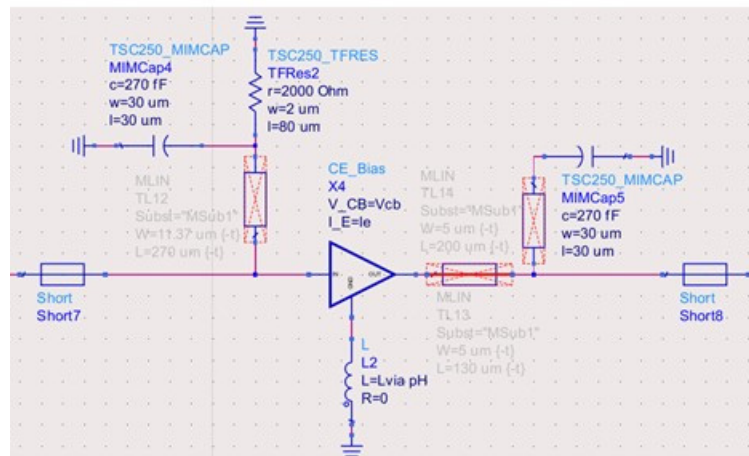 TSC250_MIMCAP
MIMCap4
c=270 fF
w=30 um
l=30 um
TSC250_TFRES
TFRes2
r=2000 Ohm
w=2 um
l=80 um
MLIN
TL12
Subst="MSub1"
W=11.37 um {-t}
L=270 um {-t}
CE_Bias
X4
V_CB=Vcb
I_E=Ie
MLIN
TL14
Subst="MSub1"
W=5 um {-t}
L=200 um {-t}
TSC250_MIMCAP
MIMCap5
c=270 fF
w=30 um
l=30 um
IN
OUT
GND
Short
Short7
MLIN
TL13
Subst="MSub1"
W=5 um {-t}
L=130 um {-t}
Short
Short8
L
L2
L=Lvia pH
R=0